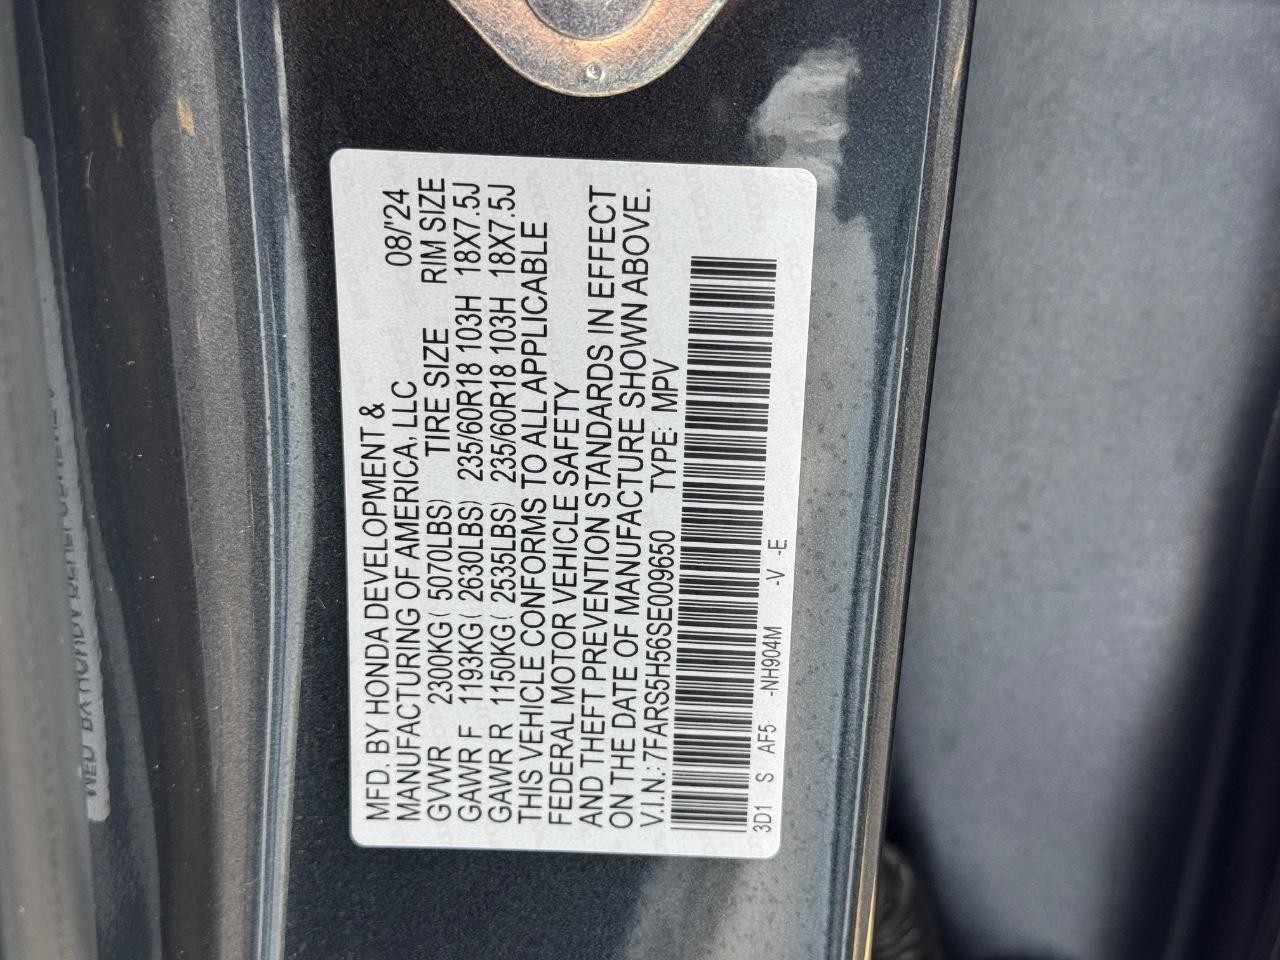 MFD. BY HONDA DEVELOPMENT &
MANUFACTURING OF AMERICA, LLC 08/'24
GVWR 2300KG ( 5070LBS) TIRE SIZE RIM SIZE
GAWR F 1193KG ( 2630LBS) 235/60R18 103H 18X7.5J
GAWR R 1150KG ( 2535LBS) 235/60R18 103H 18X7.5J
THIS VEHICLE CONFORMS TO ALL APPLICABLE
FEDERAL MOTOR VEHICLE SAFETY
AND THEFT PREVENTION STANDARDS IN EFFECT
ON THE DATE OF MANUFACTURE SHOWN ABOVE.
V.I.N.: 7FARS5H56SE009650 TYPE: MPV
3D1 S AF5 -NH904M -V -E.